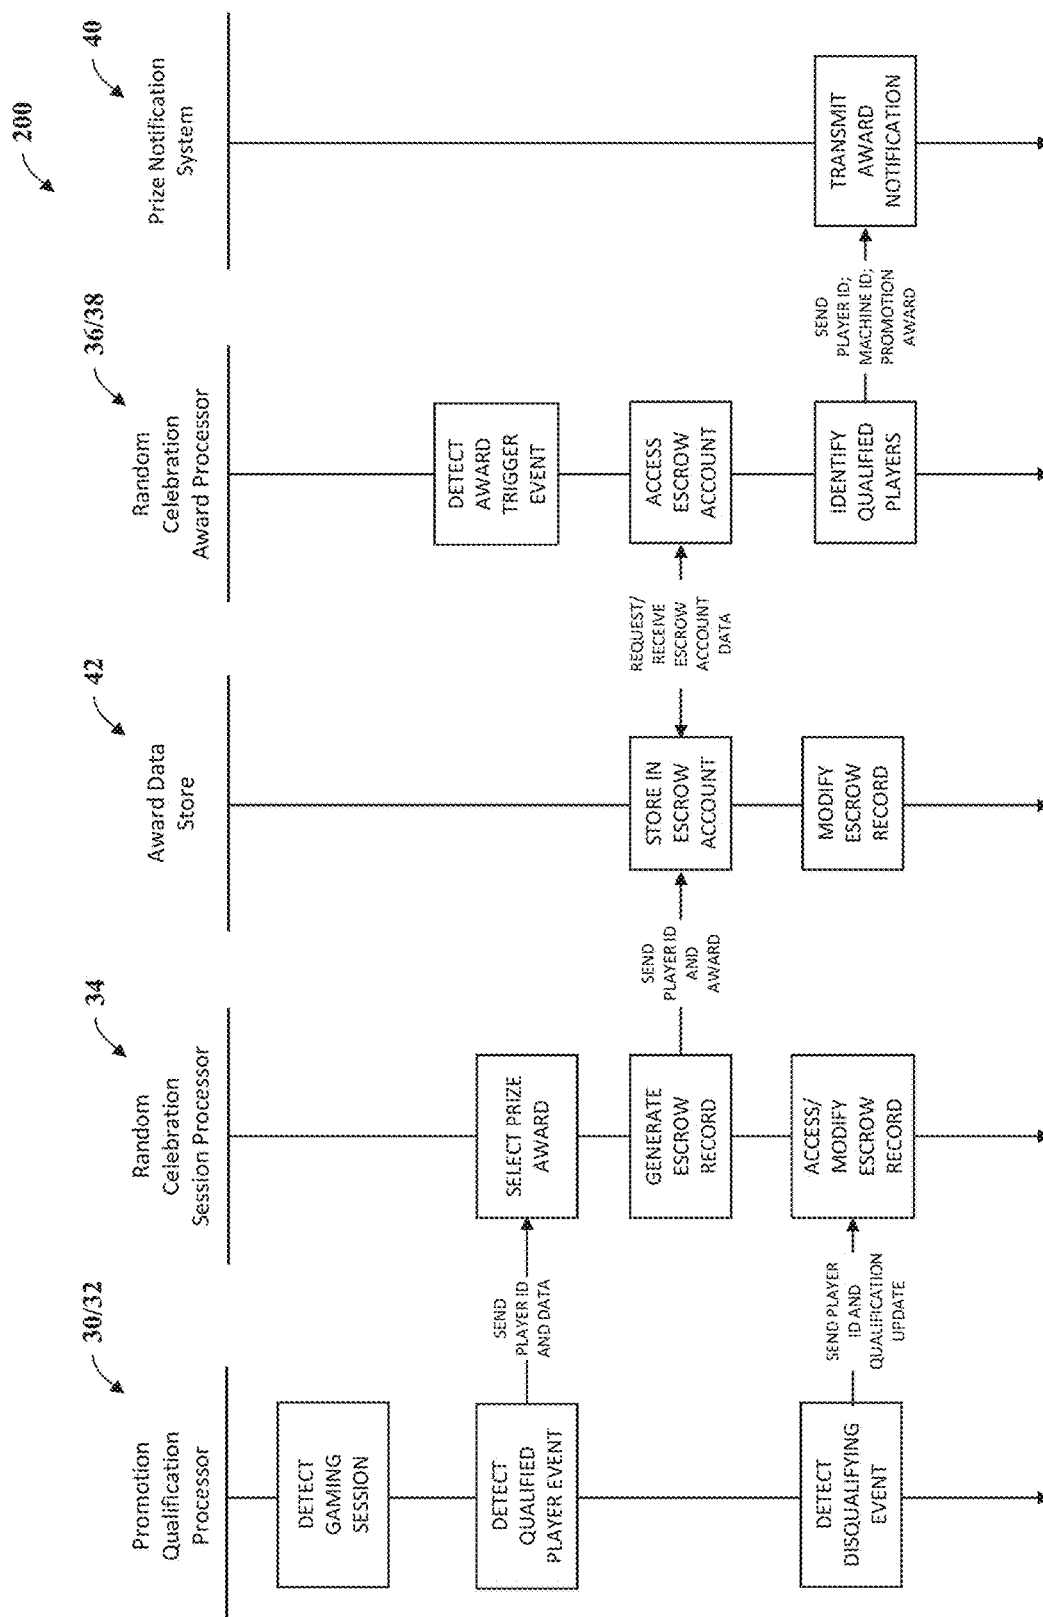 200
30/32
Promotion
Qualification
Processor
DETECT
GAMING
SESSION
DETECT
QUALIFIED
PLAYER EVENT
DETECT
DISQUALIFYING
EVENT
SEND
PLAYER ID
AND DATA
SEND PLAYER
ID AND
QUALIFICATION
UPDATE
34
Random
Celebration
Session Processor
SELECT PRIZE
AWARD
GENERATE
ESCROW
RECORD
ACCESS/
MODIFY
ESCROW
RECORD
SEND
PLAYER ID
AND
AWARD
42
Award Data
Store
STORE IN
ESCROW
ACCOUNT
MODIFY
ESCROW
RECORD
REQUEST/
RECEIVE
ESCROW
ACCOUNT
DATA
36/38
Random
Celebration
Award Processor
DETECT
AWARD
TRIGGER
EVENT
ACCESS
ESCROW
ACCOUNT
IDENTIFY
QUALIFIED
PLAYERS
SEND
PLAYER ID;
MACHINE ID;
PROMOTION
AWARD
40
Prize Notification
System
TRANSMIT
AWARD
NOTIFICATION